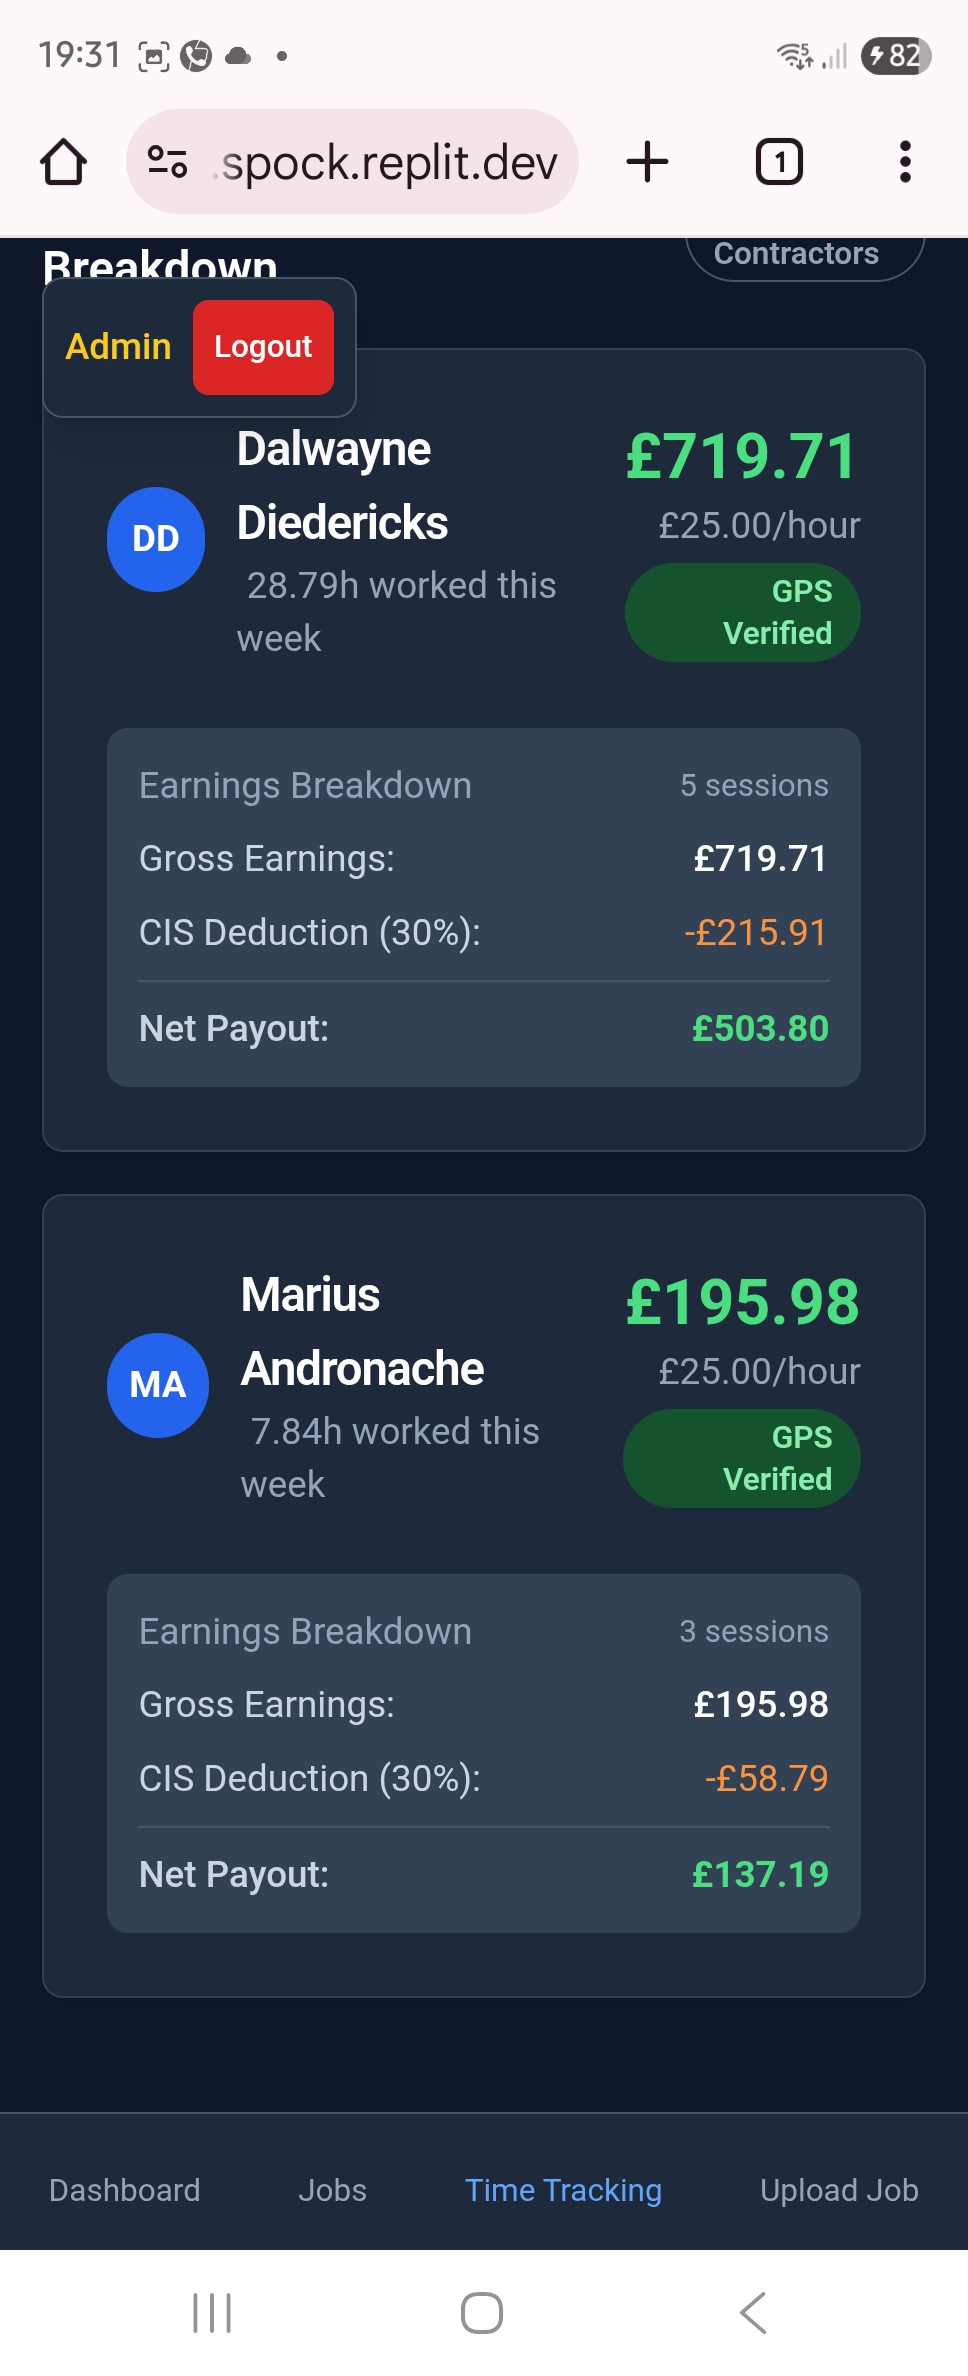 19:31
5
82
.spock.replit.dev
1
Breakdown
Contractors
Admin
Logout
Dalwayne
Diedericks
£719.71
£25.00/hour
DD
28.79h worked this
week
GPS
Verified
Earnings Breakdown
5 sessions
Gross Earnings:
£719.71
CIS Deduction (30%):
-£215.91
Net Payout:
£503.80
Marius
Andronache
£195.98
£25.00/hour
MA
7.84h worked this
week
GPS
Verified
Earnings Breakdown
3 sessions
Gross Earnings:
£195.98
CIS Deduction (30%):
-£58.79
Net Payout:
£137.19
Dashboard
Jobs
Time Tracking
Upload Job